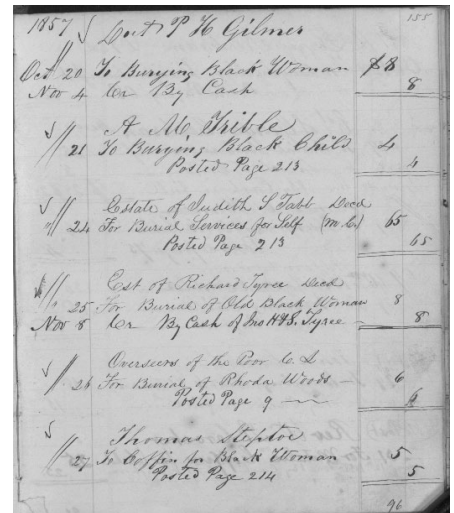 155
1857 Doct P H Gilmer
Oct 20 To Burying Black Woman $8
Nov 4 Cr By Cash 8
A M Trible
" 21 To Burying Black Child 4
Posted Page 213 4
Estate of Judith S Tabb Decd
" 24 For Burial Services for Self (M.C.) 65
Posted Page 213 65
Est of Richard Tyree Decd
" 25 For Burial of Old Black Woman 8
Nov 8 Cr By Cash of Jno H & S. Tyree 8
Overseers of the Poor C. L
" 26 For Burial of Rhoda Woods 6
Posted Page 9 6
Thomas Steptoe
" 27 To Coffin for Black Woman 5
Posted Page 214 5
96